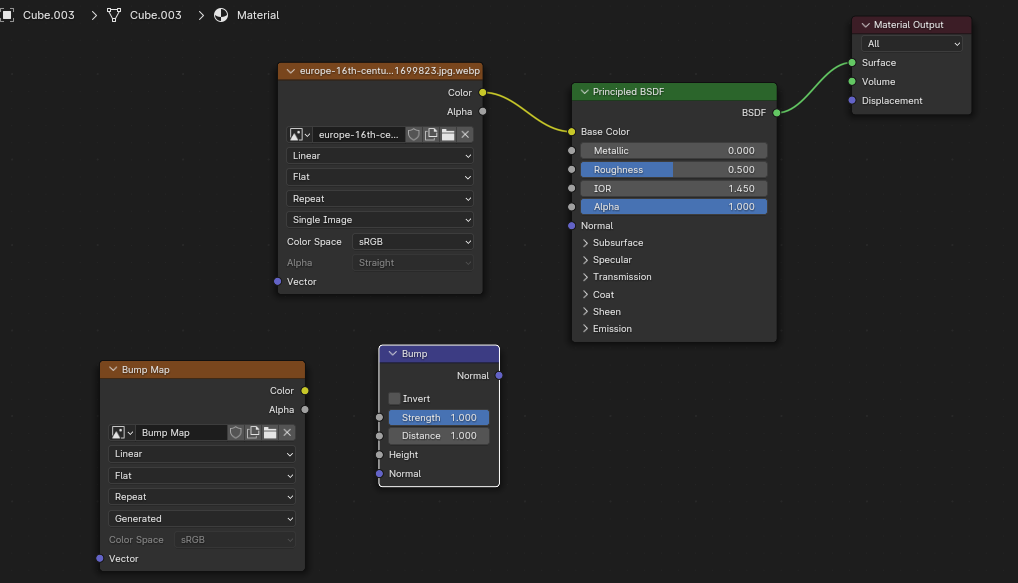 Cube.003 > Cube.003 > Material
europe-16th-centu...1699823.jpg.webp
Color
Alpha
europe-16th-ce...
Linear
Flat
Repeat
Single Image
Color Space sRGB
Alpha Straight
Vector
Principled BSDF
BSDF
Base Color
Metallic 0.000
Roughness 0.500
IOR 1.450
Alpha 1.000
Normal
Subsurface
Specular
Transmission
Coat
Sheen
Emission
Material Output
All
Surface
Volume
Displacement
Bump Map
Color
Alpha
Bump Map
Linear
Flat
Repeat
Generated
Color Space sRGB
Vector
Bump
Normal
Invert
Strength 1.000
Distance 1.000
Height
Normal